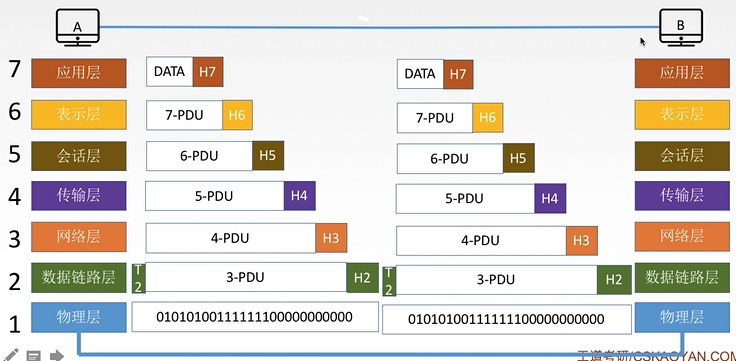 A B
7 应用层 DATA H7 DATA H7 应用层
6 表示层 7-PDU H6 7-PDU H6 表示层
5 会话层 6-PDU H5 6-PDU H5 会话层
4 传输层 5-PDU H4 5-PDU H4 传输层
3 网络层 4-PDU H3 4-PDU H3 网络层
2 数据链路层 T2 3-PDU H2 T2 3-PDU H2 数据链路层
1 物理层 0101010011111110000000000 0101010011111110000000000 物理层
王道考研/CSKAOYAN.COM